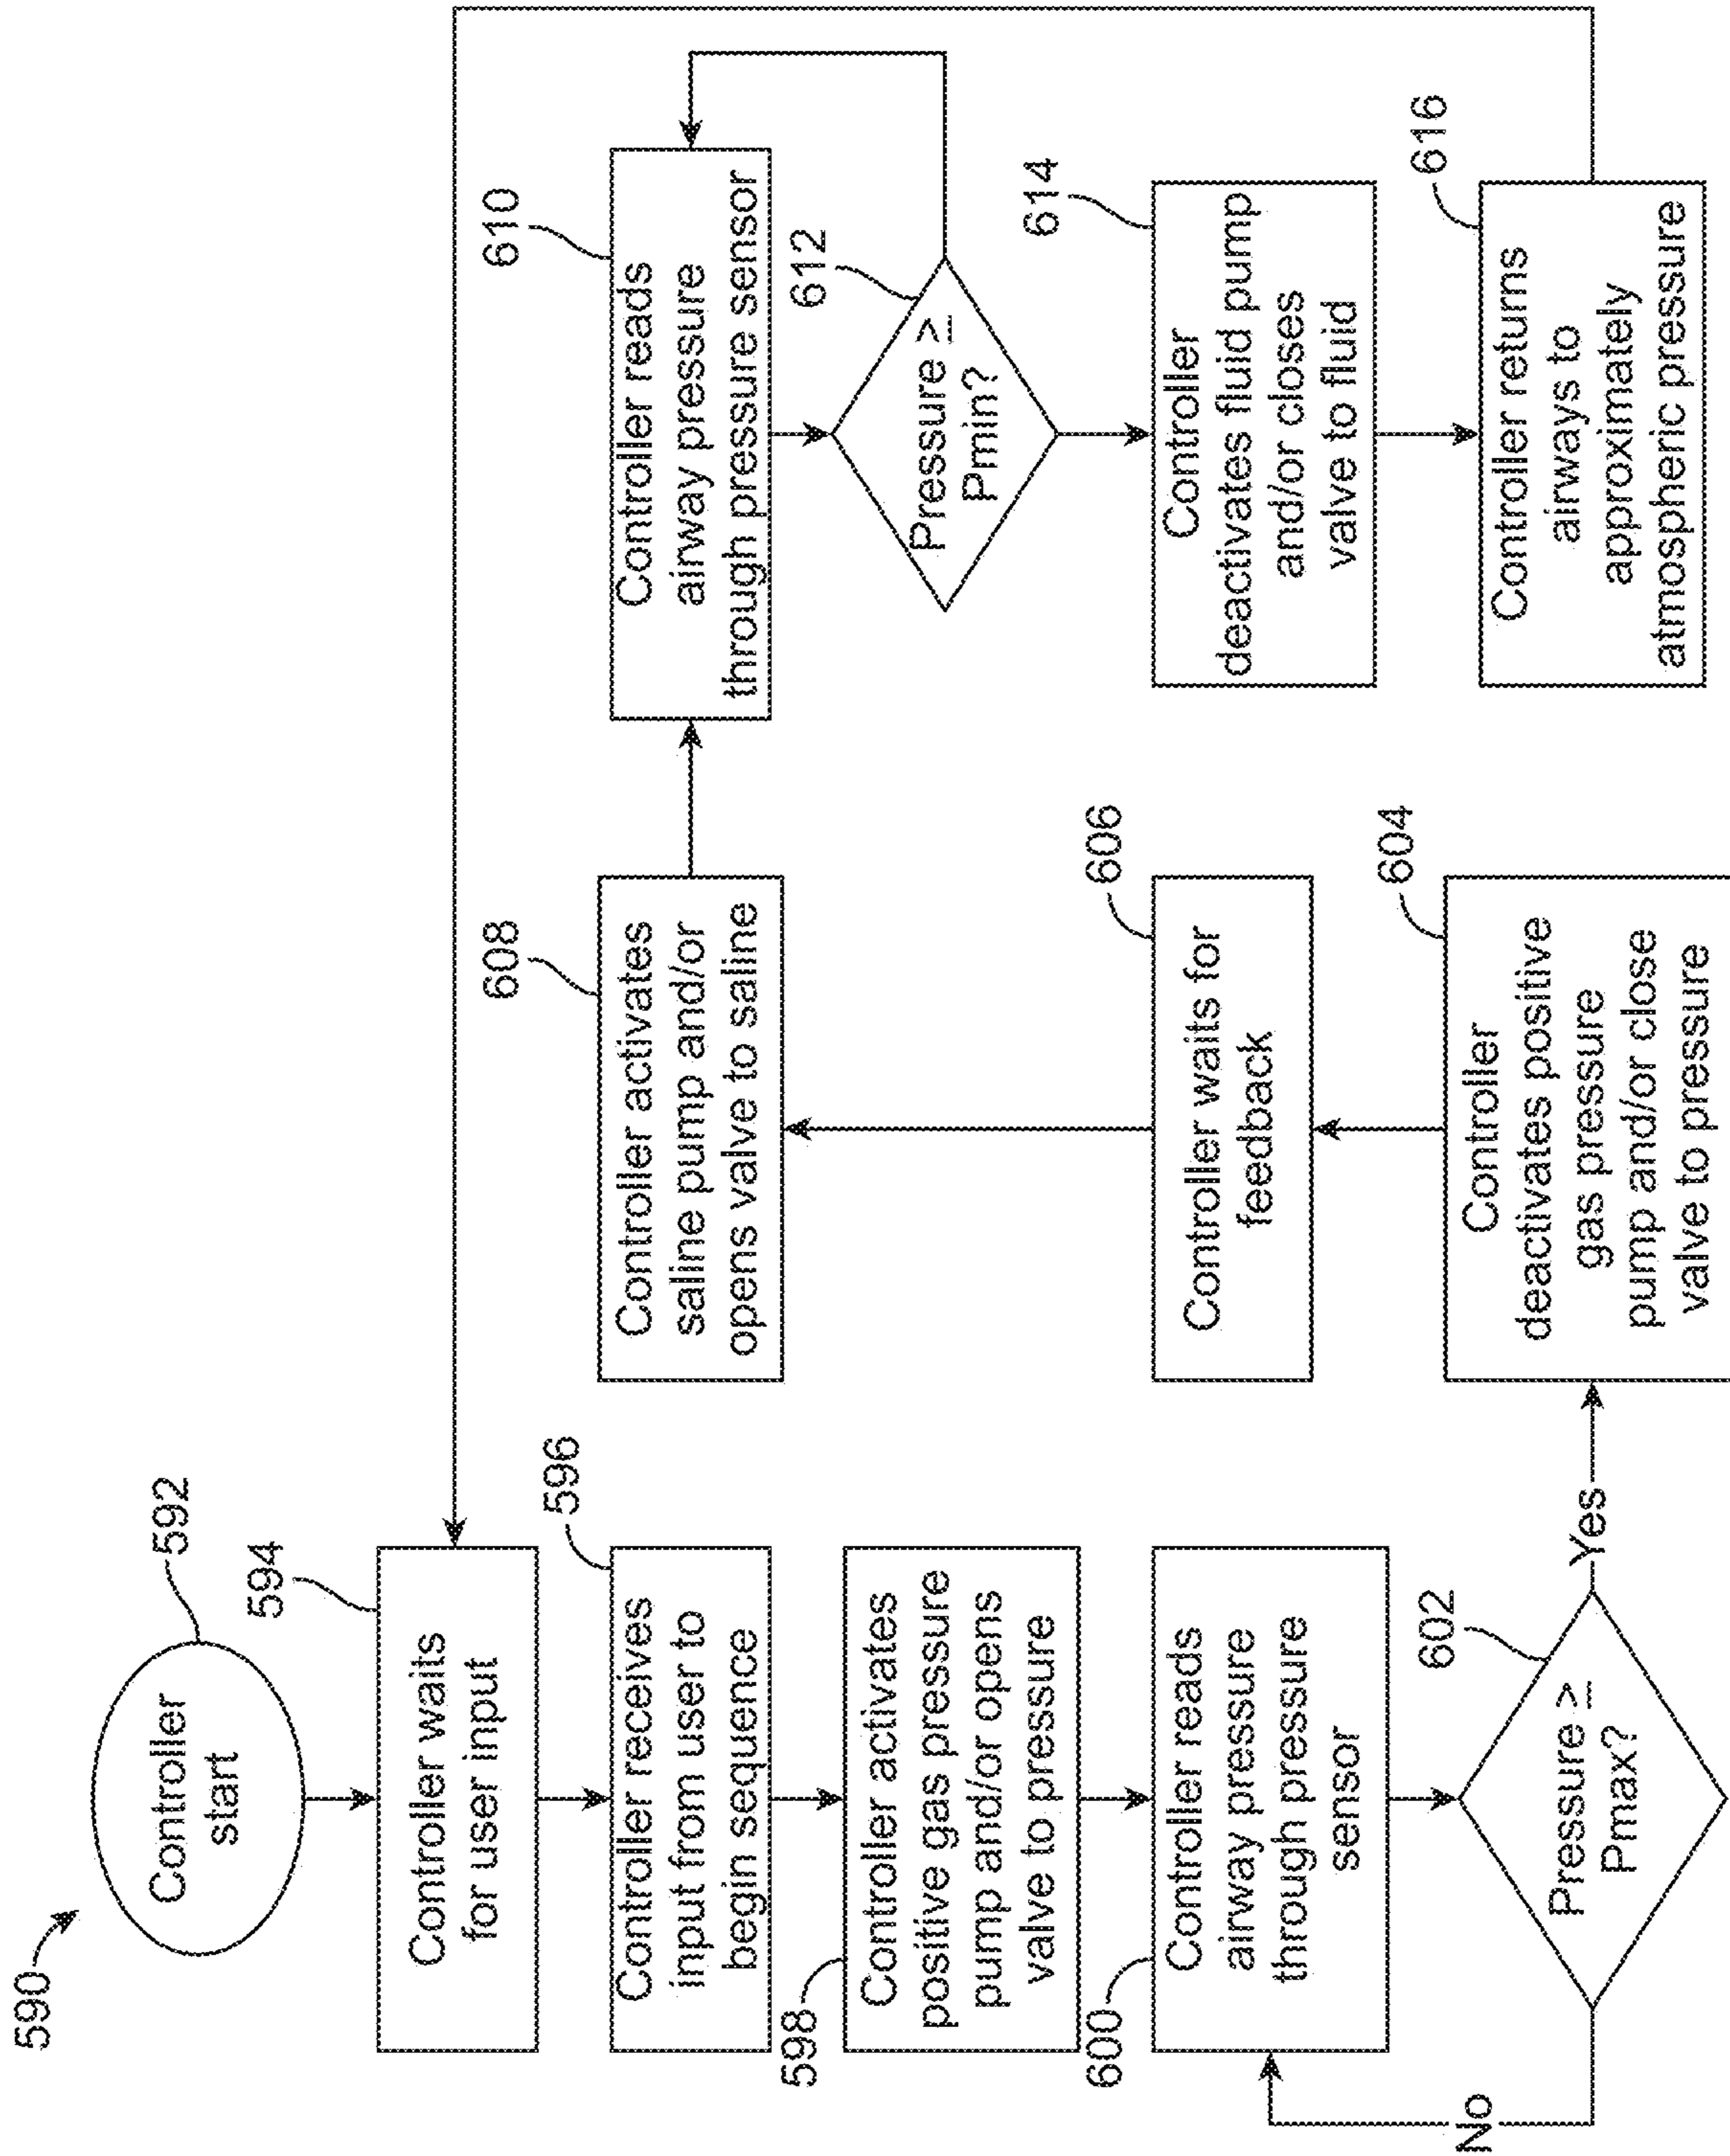 590
Controller
start
592
594
Controller waits
for user input
596
Controller receives
input from user to
begin sequence
598
Controller activates
positive gas pressure
pump and/or opens
valve to pressure
600
Controller reads
airway pressure
through pressure
sensor
602
Pressure ≥
Pmax?
No
Yes
604
Controller
deactivates positive
gas pressure
pump and/or close
valve to pressure
606
Controller waits for
feedback
608
Controller activates
saline pump and/or
opens valve to saline
610
Controller reads
airway pressure
through pressure sensor
612
Pressure ≥
Pmin?
614
Controller
deactivates fluid pump
and/or closes
valve to fluid
616
Controller returns
airways to
approximately
atmospheric pressure